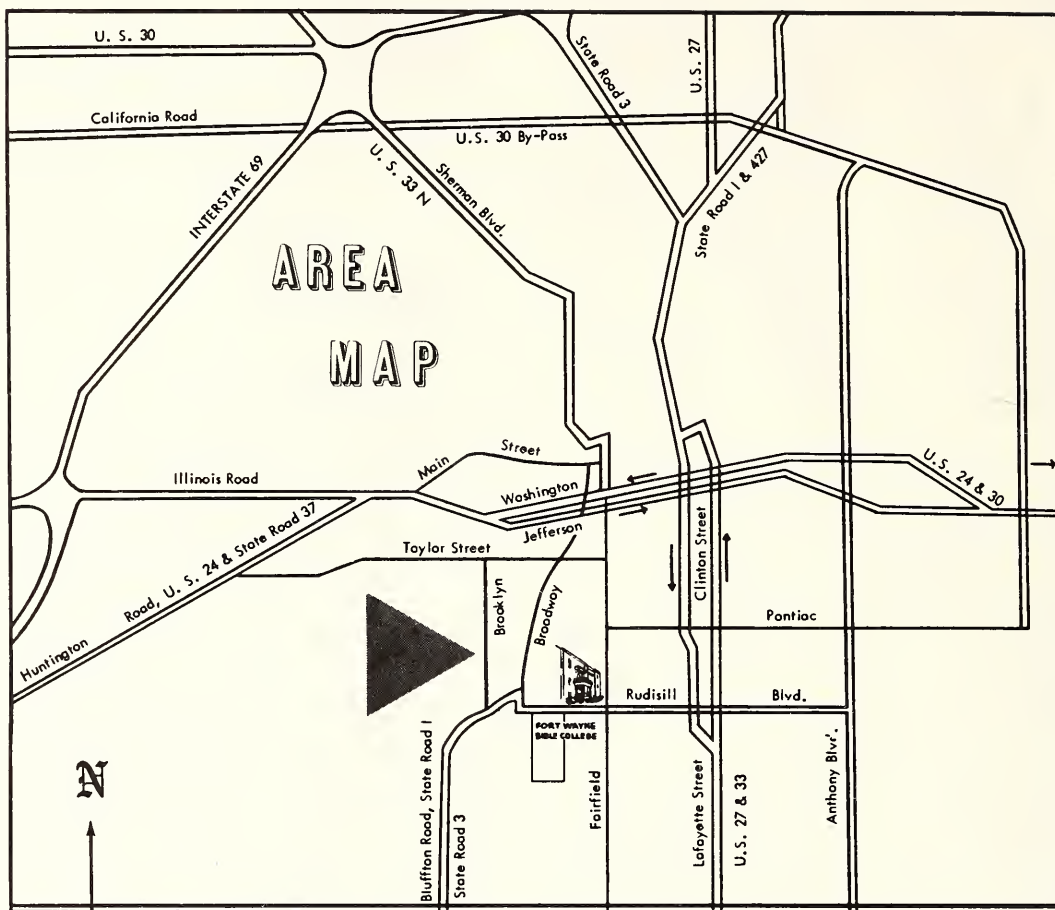 U. S. 30
State Road 3
U.S. 27
California Road
U.S. 30 By-Pass
INTERSTATE 69
U. S. 33 N
Sherman Blvd.
State Road 1 & 427
AREA
MAP
Main Street
Illinois Road
Washington
U.S. 24 & 30
Jefferson
Huntington Road, U. S. 24 & State Road 37
Taylor Street
Brooklyn
Broadway
Clinton Street
Pontiac
Rudisill Blvd.
FORT WAYNE
BIBLE COLLEGE
N
Bluffton Road, State Road 1
State Road 3
Fairfield
Lafayette Street
U.S. 27 & 33
Anthony Blvd.